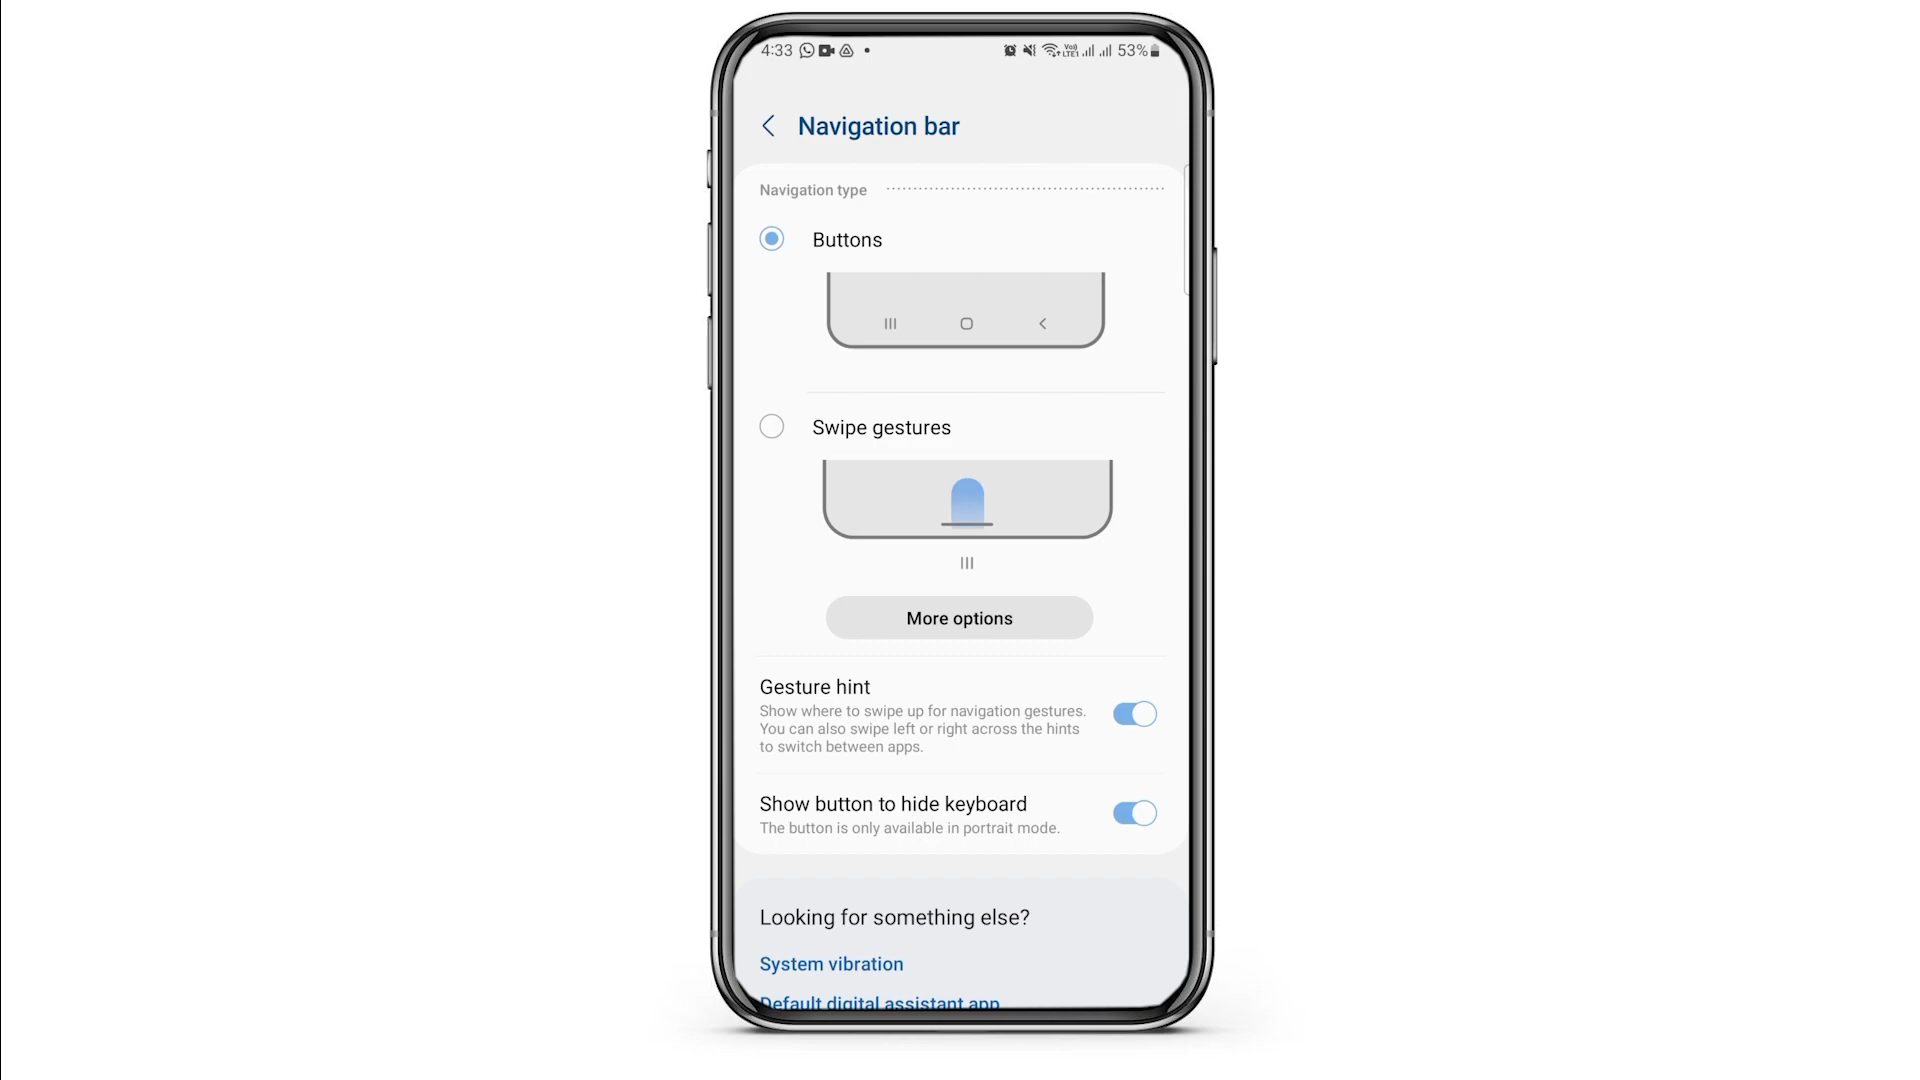 4:33 53%
Navigation bar
Navigation type
Buttons
Swipe gestures
More options
Gesture hint
Show where to swipe up for navigation gestures.
You can also swipe left or right across the hints
to switch between apps.
Show button to hide keyboard
The button is only available in portrait mode.
Looking for something else?
System vibration
Default digital assistant app